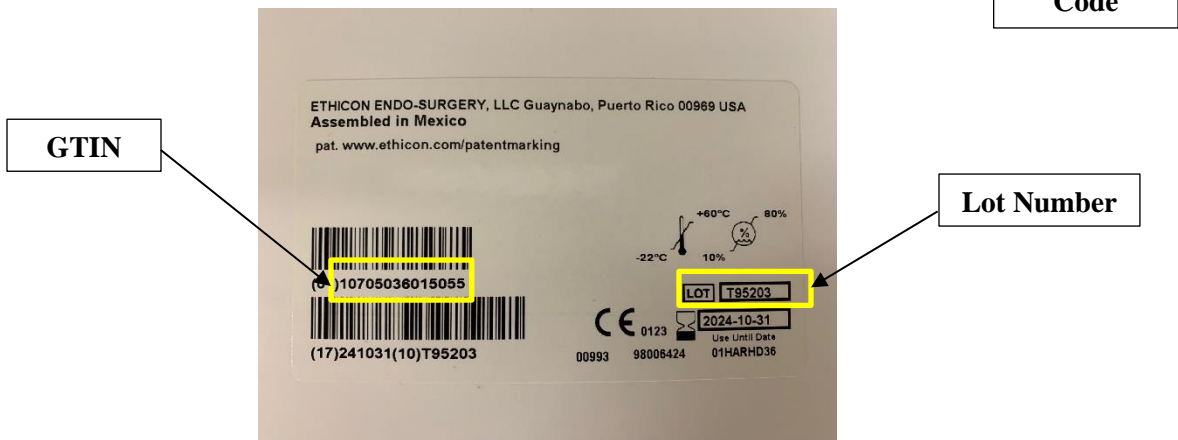 Code
ETHICON ENDO-SURGERY, LLC Guaynabo, Puerto Rico 00969 USA
Assembled in Mexico
pat. www.ethicon.com/patentmarking
GTIN
Lot Number
+60°C 80%
%
-22°C 10%
)10705036015055
LOT T95203
2024-10-31
CE 0123
Use Until Date
(17)241031(10)T95203
00993 98006424 01HARHD36